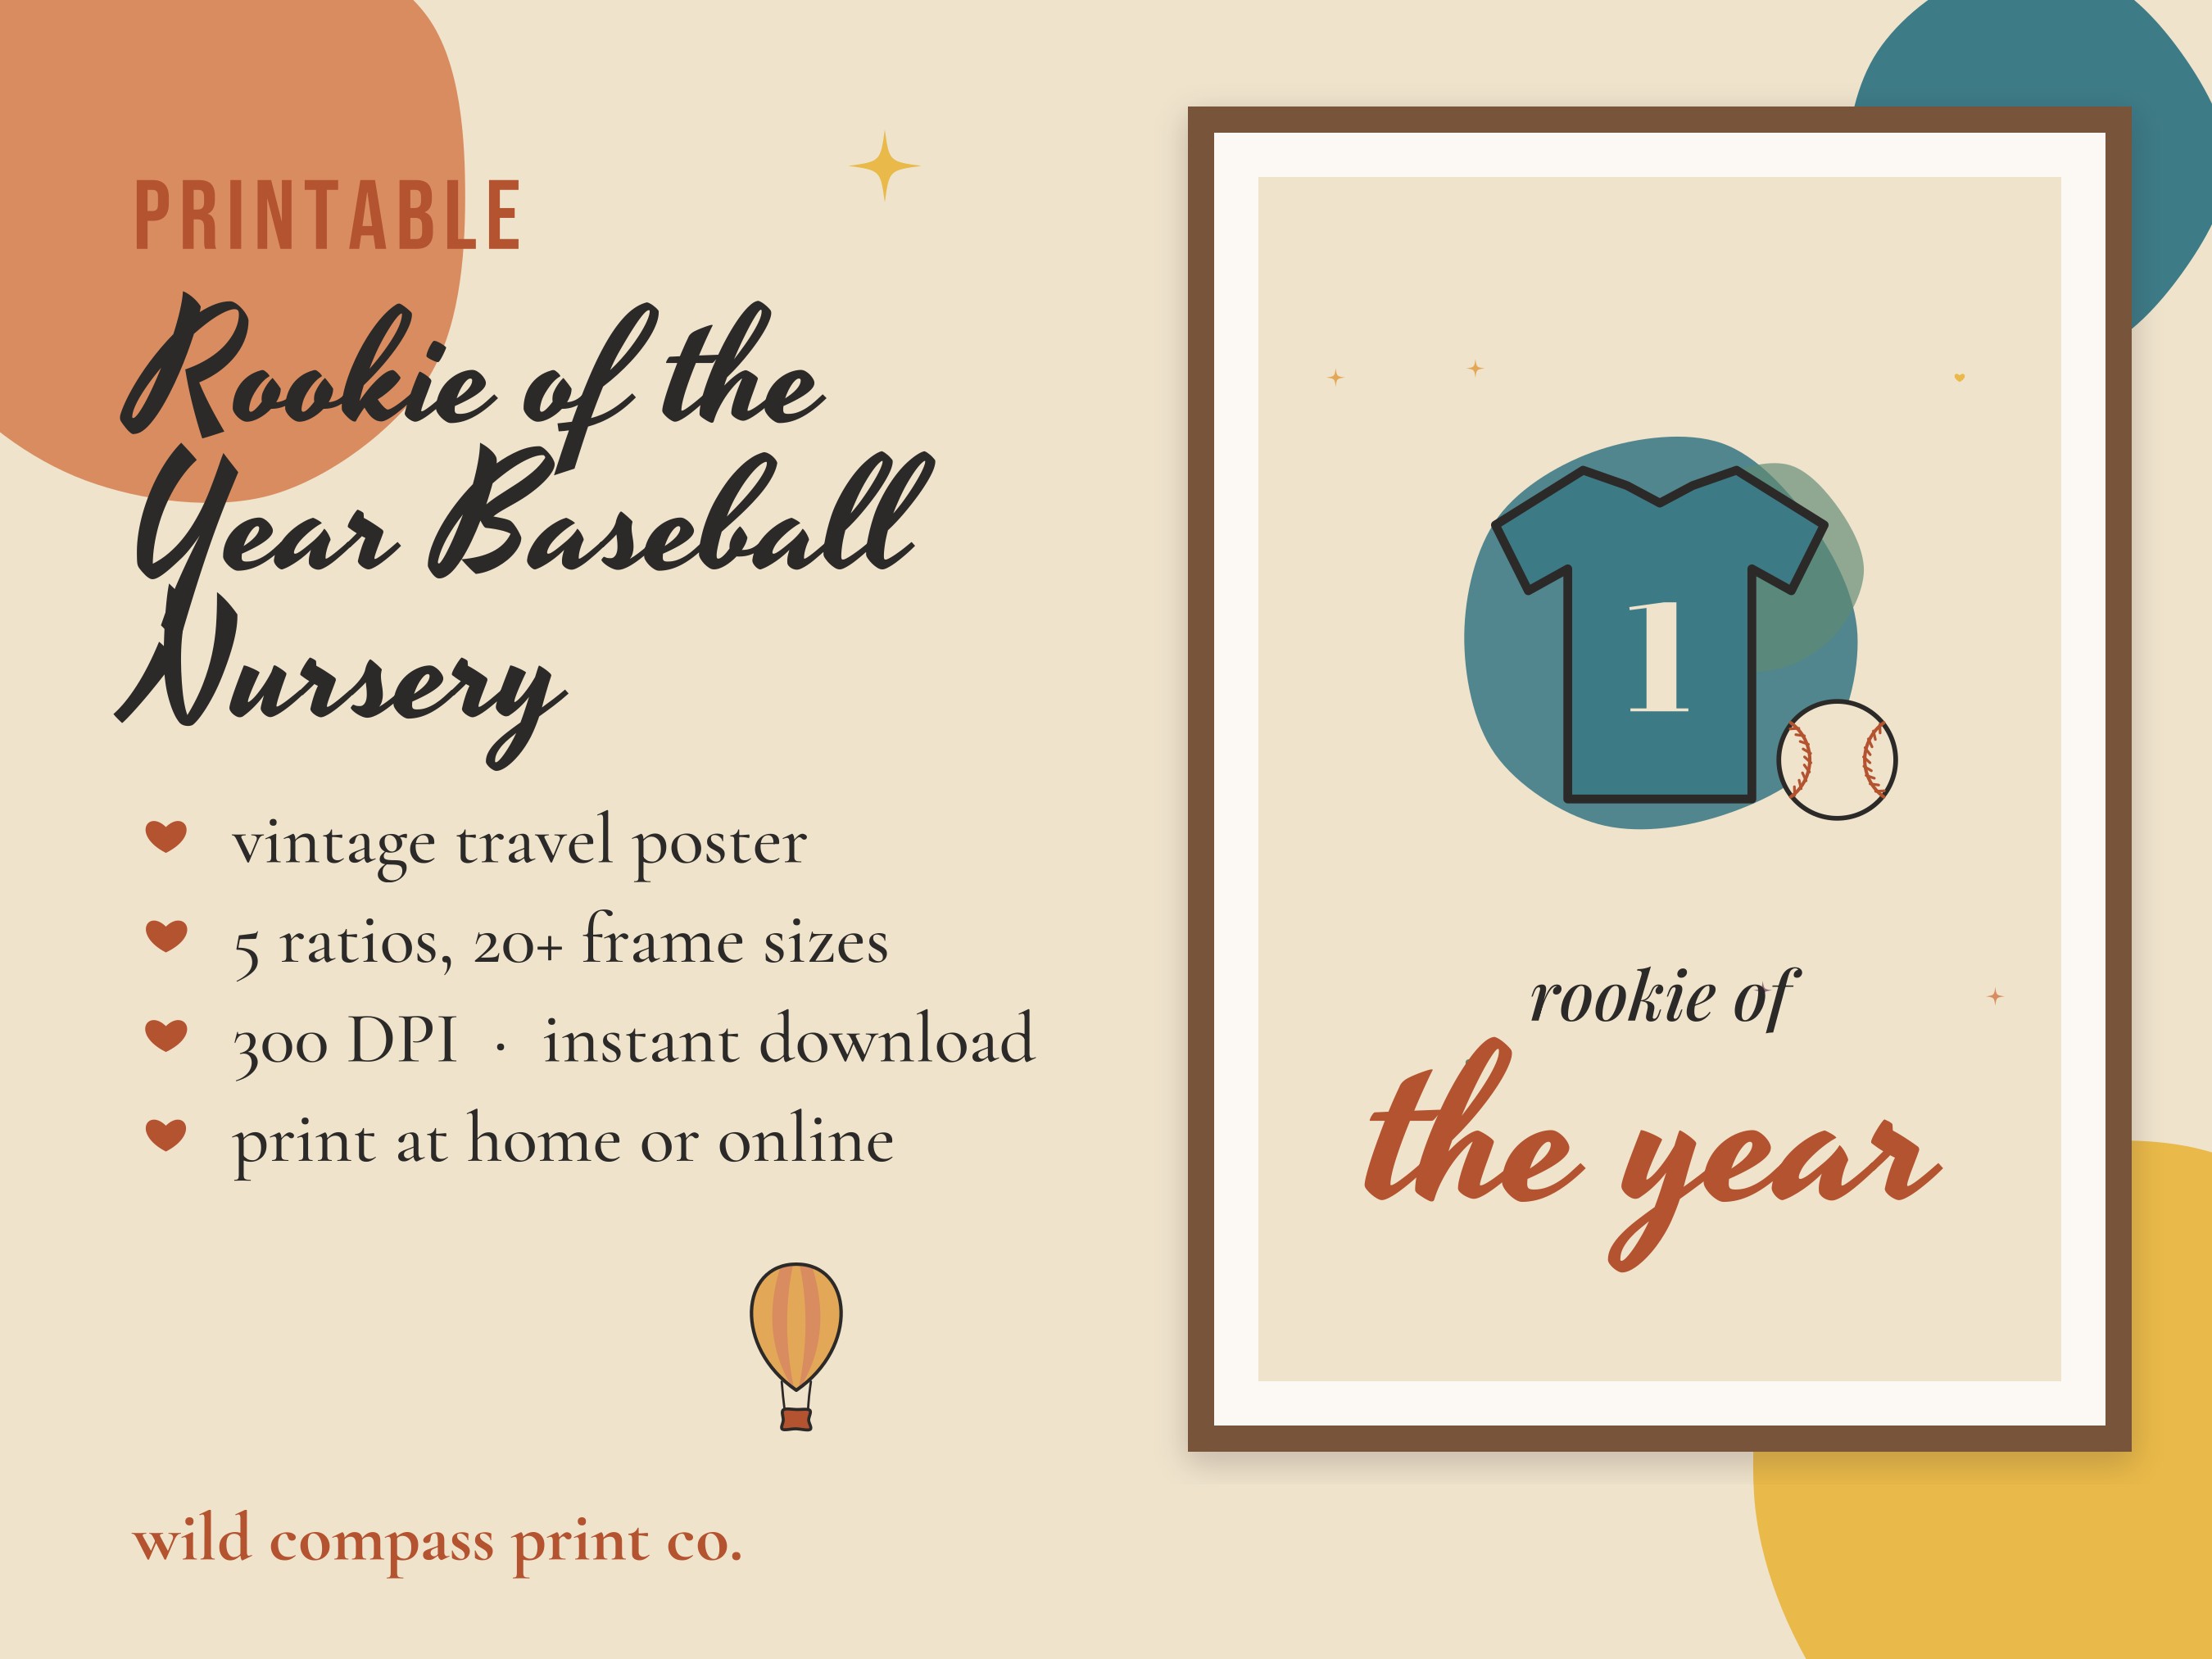 PRINTABLE
Rookie of the
Year Baseball
Nursery
vintage travel poster
5 ratios, 20+ frame sizes
300 DPI · instant download
print at home or online
wild compass print co.
1
rookie of
the year